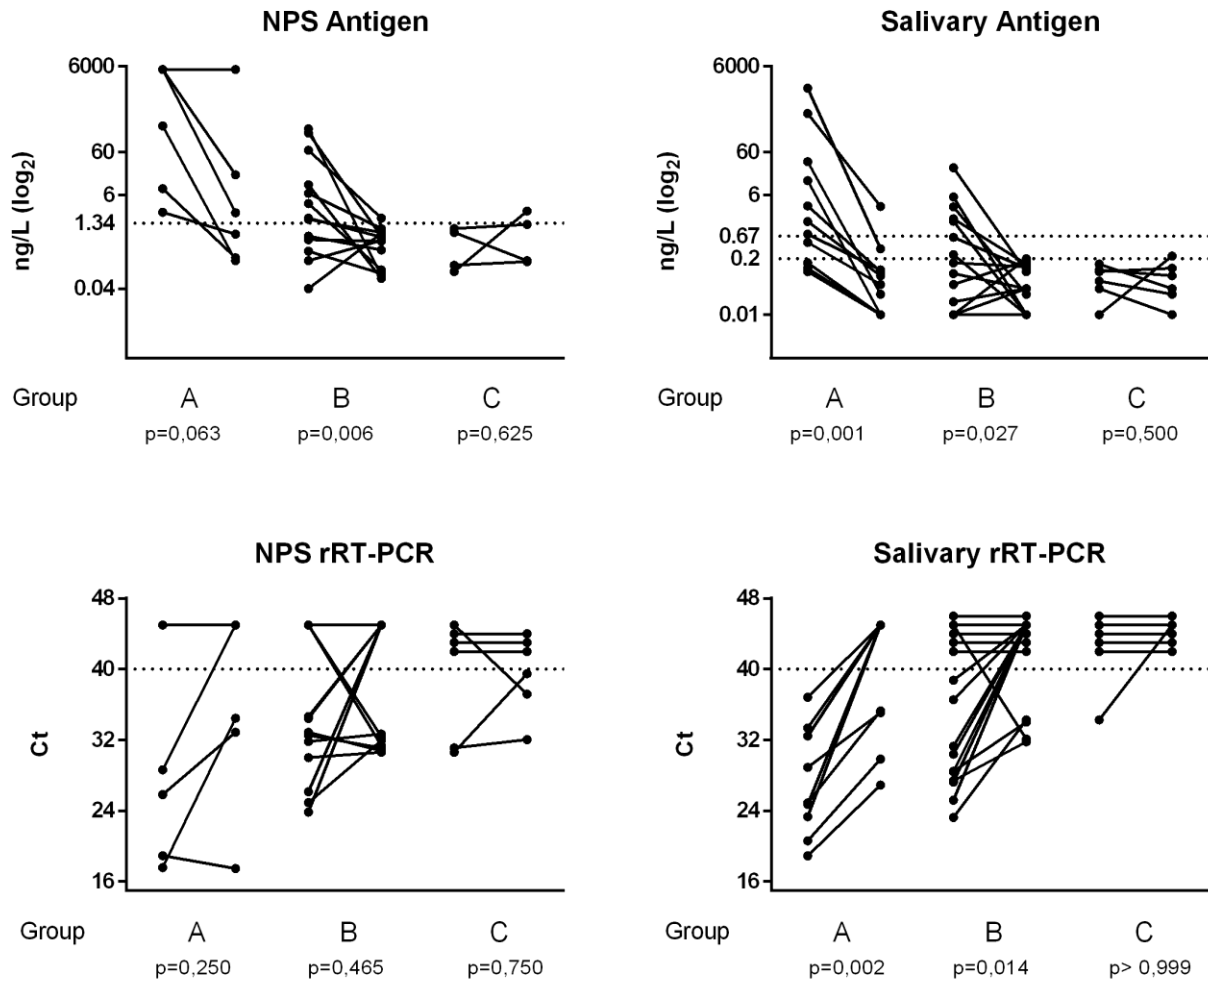 NPS Antigen
6000
60
6
1.34
0.04
ng/L (log2)
Group A B C
p=0,063 p=0,006 p=0,625
Salivary Antigen
6000
60
6
0.67
0.2
0.01
ng/L (log2)
Group A B C
p=0,001 p=0,027 p=0,500
NPS rRT-PCR
48
40
32
24
16
Ct
Group A B C
p=0,250 p=0,465 p=0,750
Salivary rRT-PCR
48
40
32
24
16
Ct
Group A B C
p=0,002 p=0,014 p> 0,999